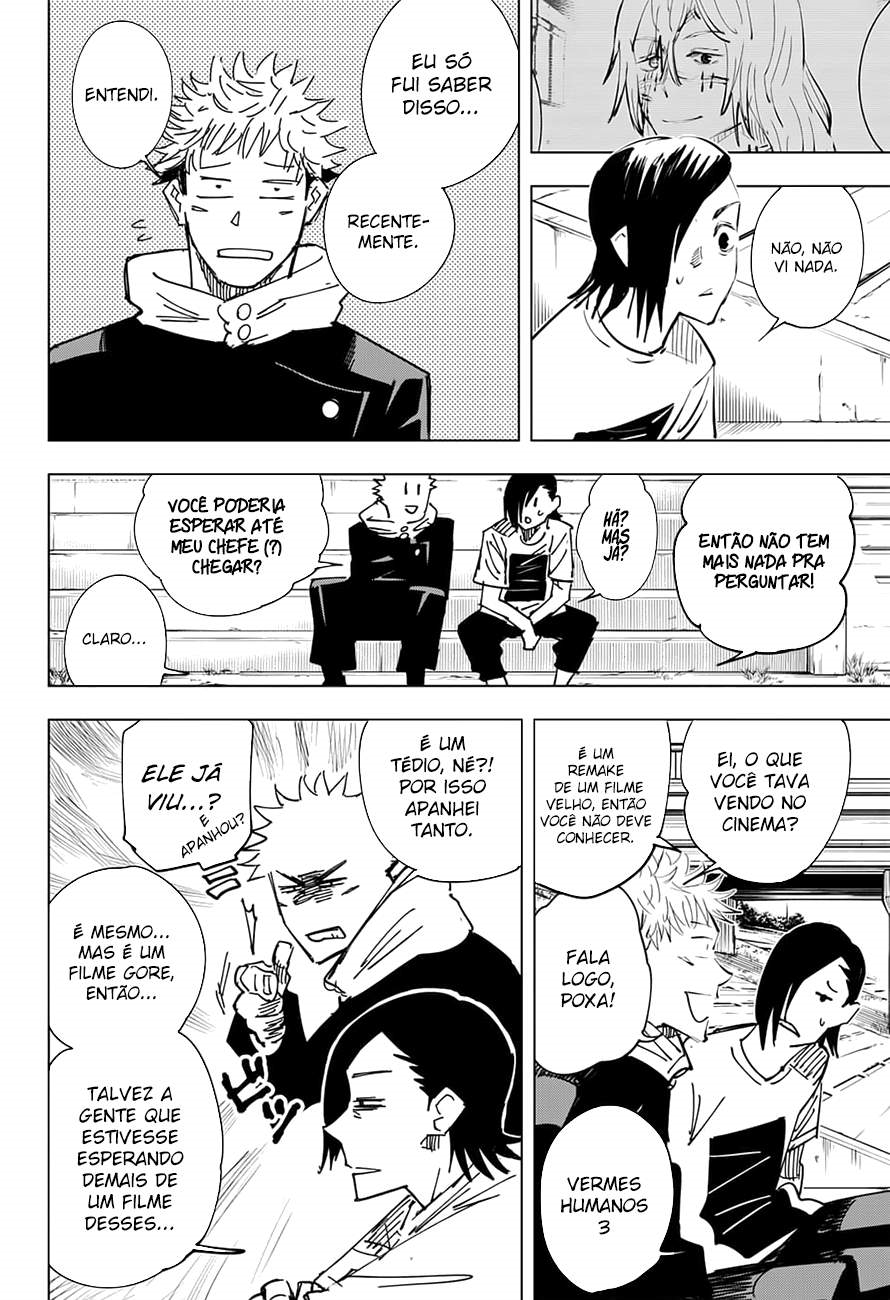 NÃO, NÃO
VI NADA.
EU SÓ
FUI SABER
DISSO...
RECENTE-
MENTE.
ENTENDI.
ENTÃO NÃO TEM
MAIS NADA PRA
PERGUNTAR!
HÃ?
MAS
JÁ?
VOCÊ PODERIA
ESPERAR ATÉ
MEU CHEFE (?)
CHEGAR?
CLARO...
EI, O QUE
VOCÊ TAVA
VENDO NO
CINEMA?
É UM
REMAKE
DE UM FILME
VELHO, ENTÃO
VOCÊ NÃO DEVE
CONHECER.
FALA
LOGO,
POXA!
VERMES
HUMANOS
3
É UM
TÉDIO, NÉ?!
POR ISSO
APANHEI
TANTO.
ELE JÁ
VIU...?
E
APANHOU?
É MESMO...
MAS É UM
FILME GORE,
ENTÃO...
TALVEZ A
GENTE QUE
ESTIVESSE
ESPERANDO
DEMAIS DE
UM FILME
DESSES...